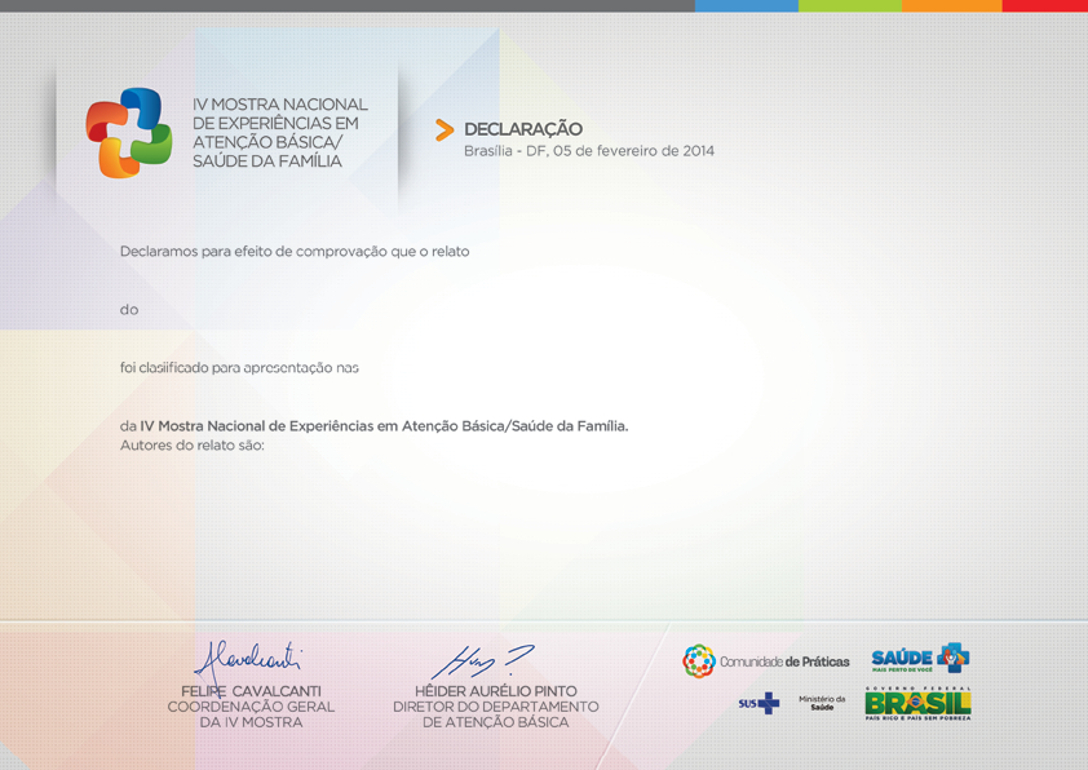 IV MOSTRA NACIONAL
DE EXPERIÊNCIAS EM
ATENÇÃO BÁSICA/
SAÚDE DA FAMÍLIA
DECLARAÇÃO
Brasília - DF, 05 de fevereiro de 2014
Declaramos para efeito de comprovação que o relato
do
foi clasiificado para apresentação nas
da IV Mostra Nacional de Experiências em Atenção Básica/Saúde da Família.
Autores do relato são:
FELIPE CAVALCANTI
COORDENAÇÃO GERAL
DA IV MOSTRA
HÊIDER AURÉLIO PINTO
DIRETOR DO DEPARTAMENTO
DE ATENÇÃO BÁSICA
Comunidade de Práticas
SAÚDE
MAIS PERTO DE VOCÊ
SUS
Ministério da
Saúde
GOVERNO FEDERAL
BRASIL
PAÍS RICO É PAÍS SEM POBREZA